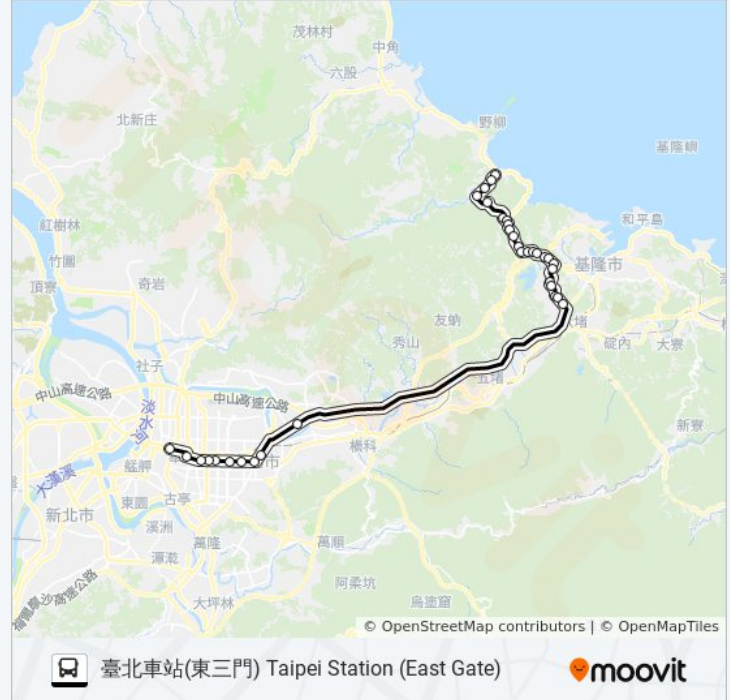 茂林村
中角
六股
野柳
北新庄
基隆嶼
和平島
紅樹林
竹圍
基隆市
頂寮
奇岩
友蚋
秀山
碇內
大寮
社子
五堵
中山高速公路
中山高速公路
淡水河
新寮
橫科
艋舺
大漢溪
東園
古亭
新北市
溪洲
萬隆
萬順
潭墘
阿柔坑
烏塗窟
福爾摩沙高速公路
大坪林
© OpenStreetMap contributors | © OpenMapTiles
臺北車站(東三門) Taipei Station (East Gate)
moovit